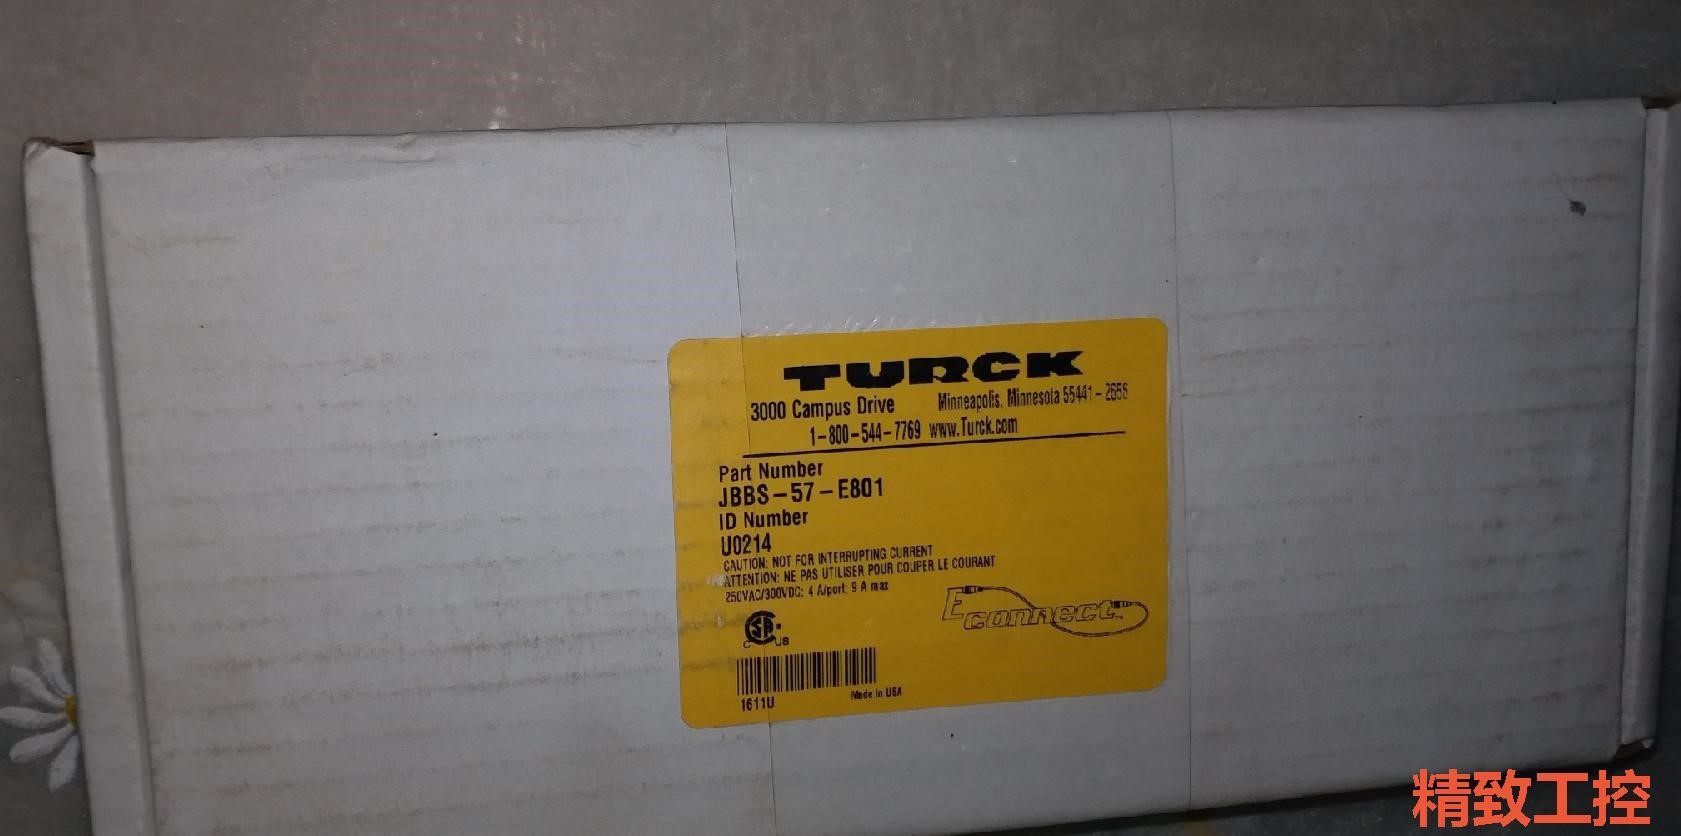 TURCK
3000 Campus Drive Minneapolis, Minnesota 55441-2656
1-800-544-7769 www.Turck.com
Part Number
JBBS-57-E801
ID Number
U0214
CAUTION: NOT FOR INTERRUPTING CURRENT
ATTENTION: NE PAS UTILISER POUR COUPER LE COURANT
250VAC/300VDC: 4 A/port, 9 A max
Econnect™
C SA US
1611U Made in USA
精致工控